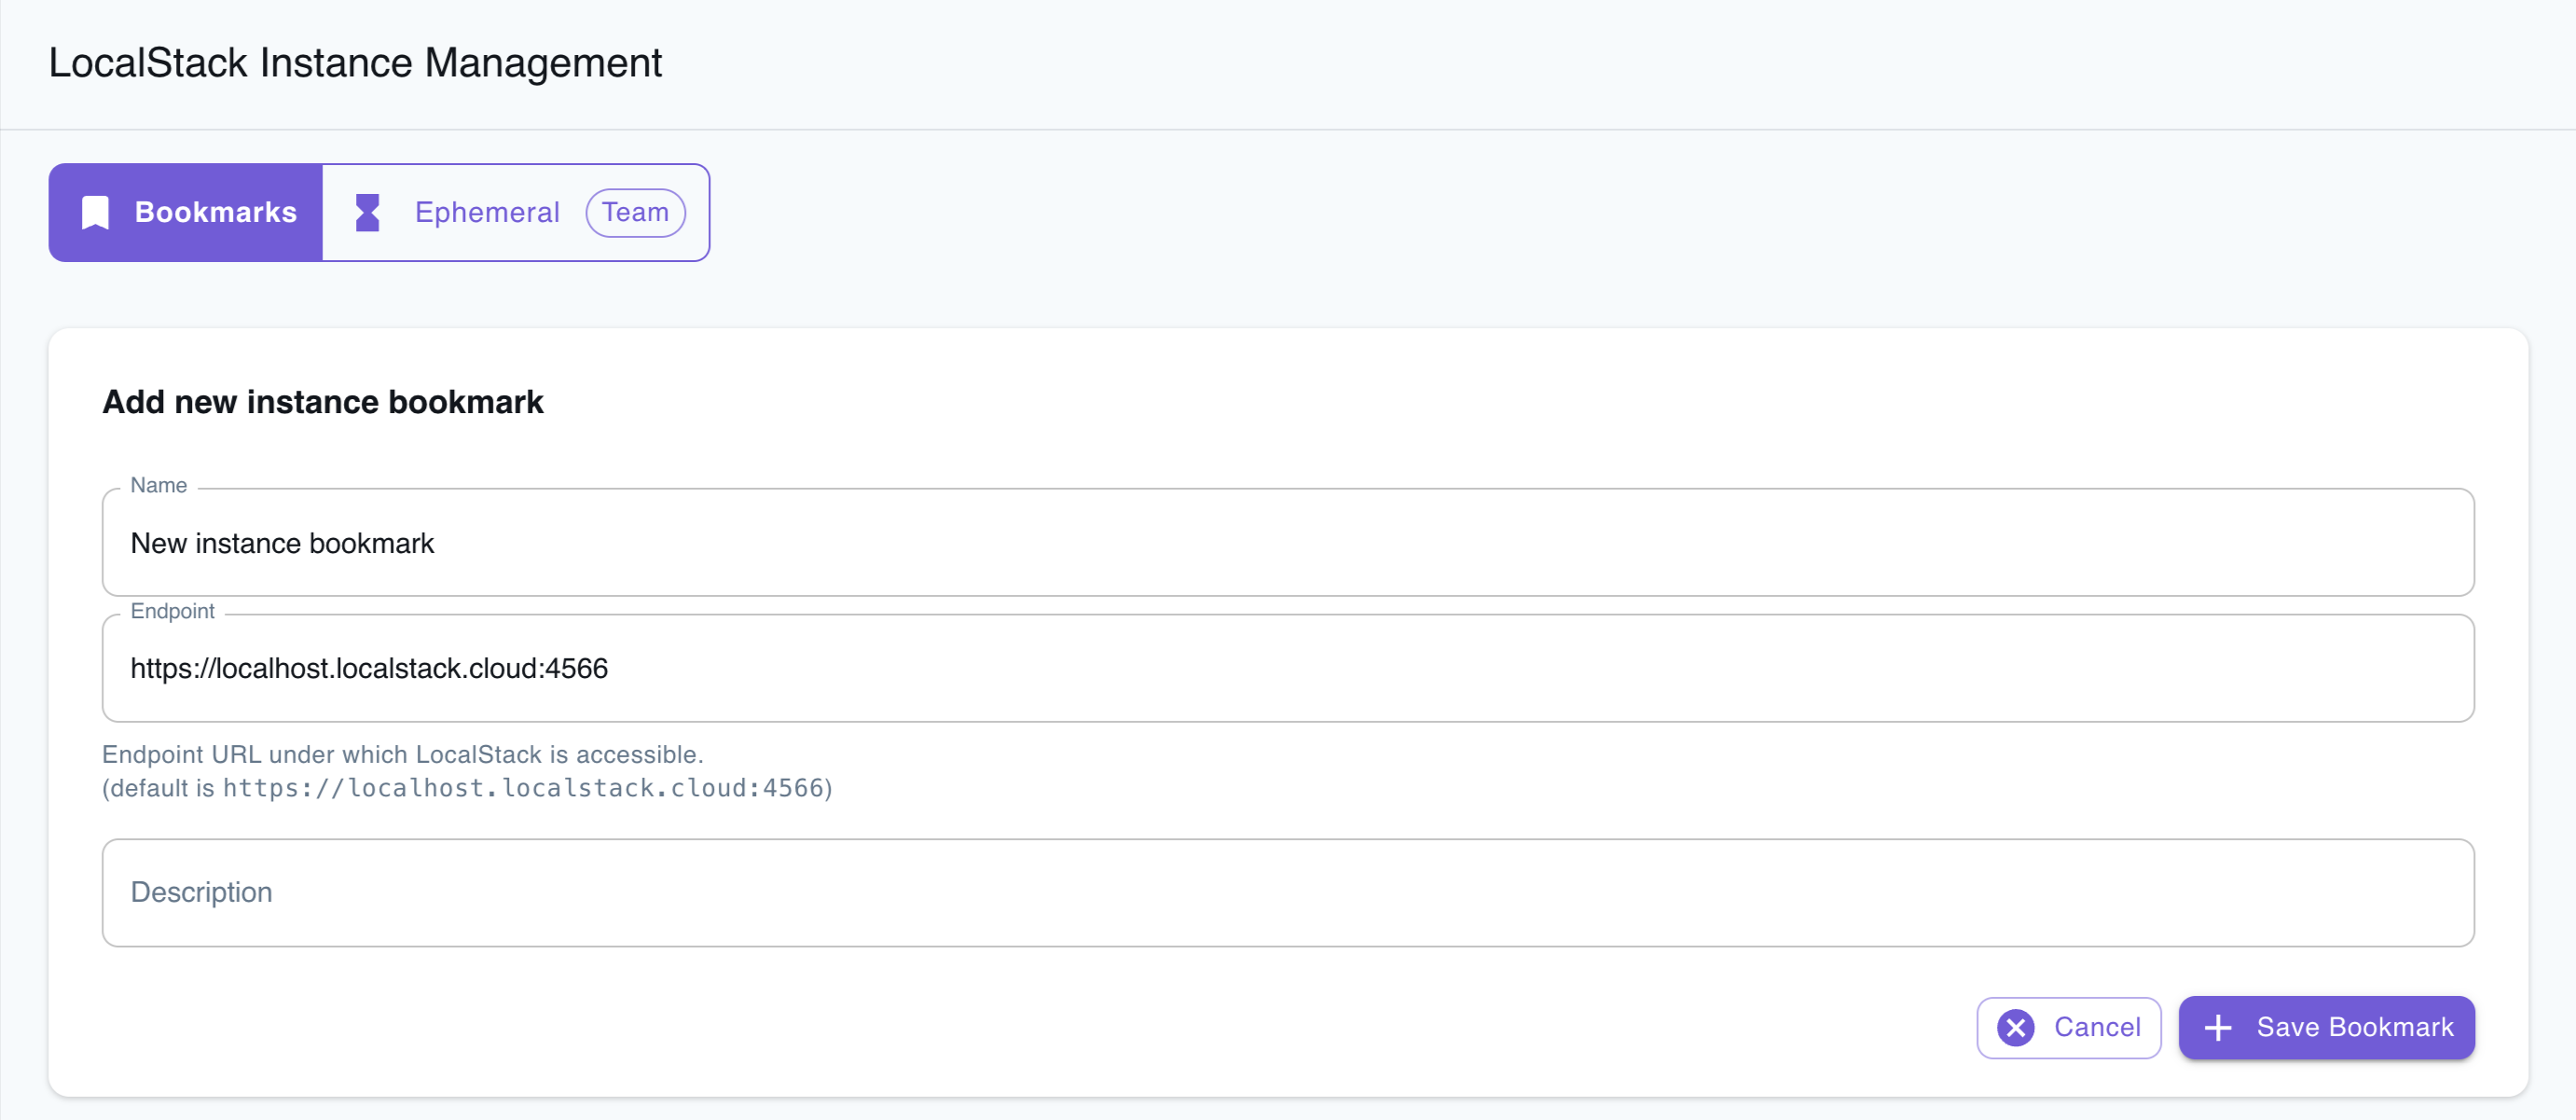 LocalStack Instance Management
Bookmarks
Ephemeral
Team
Add new instance bookmark
Name
New instance bookmark
Endpoint
https://localhost.localstack.cloud:4566
Endpoint URL under which LocalStack is accessible.
(default is https://localhost.localstack.cloud:4566)
Description
Cancel
Save Bookmark